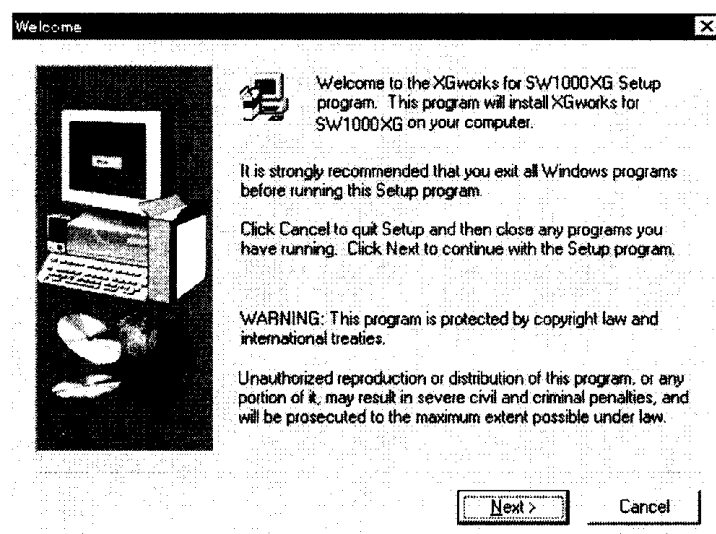 Welcome
Welcome to the XGworks for SW1000XG Setup
program. This program will install XGworks for
SW1000XG on your computer.
It is strongly recommended that you exit all Windows programs
before running this Setup program.
Click Cancel to quit Setup and then close any programs you
have running. Click Next to continue with the Setup program.
WARNING: This program is protected by copyright law and
international treaties.
Unauthorized reproduction or distribution of this program, or any
portion of it, may result in severe civil and criminal penalties, and
will be prosecuted to the maximum extent possible under law.
Next >
Cancel